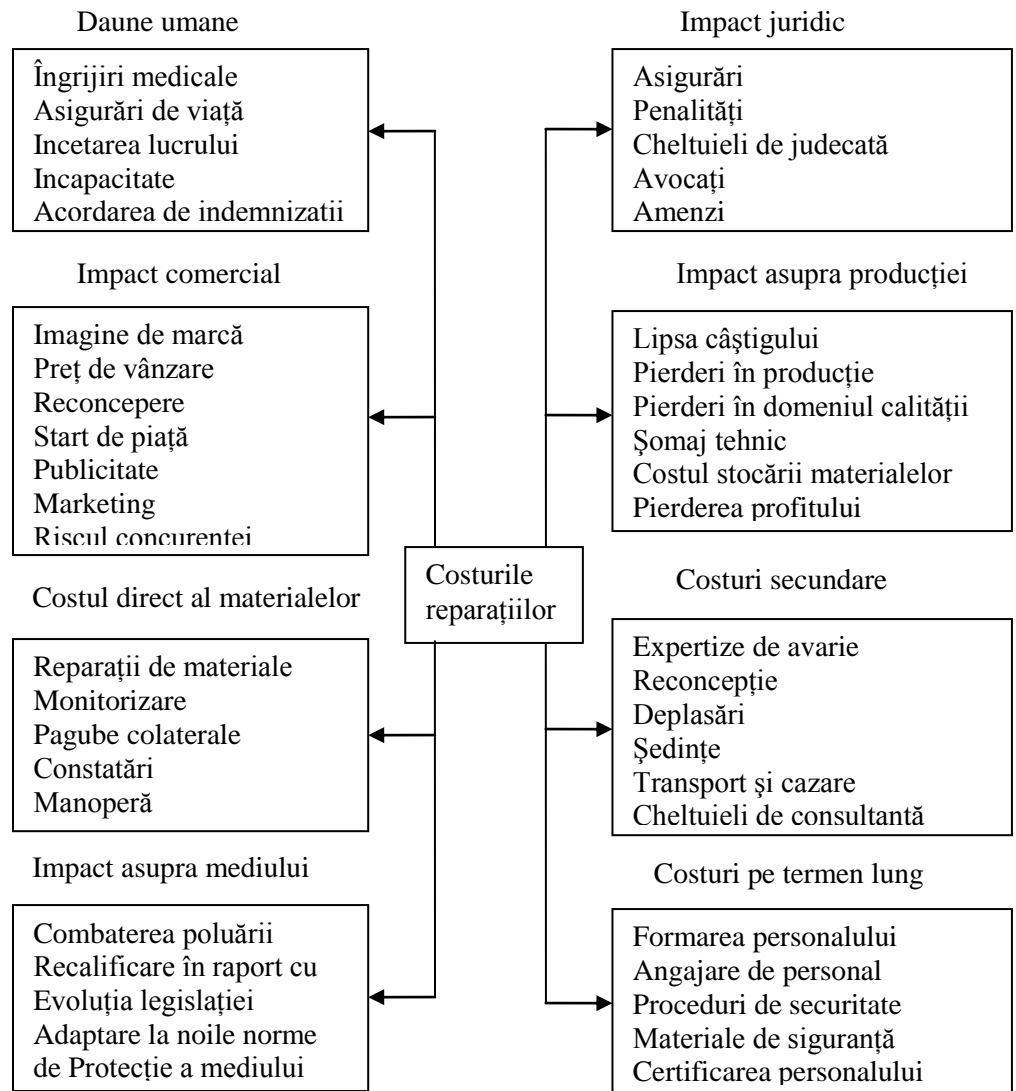 Daune umane
Îngrijiri medicale
Asigurări de viață
Incetarea lucrului
Incapacitate
Acordarea de indemnizatii
Impact juridic
Asigurări
Penalități
Cheltuieli de judecată
Avocați
Amenzi
Impact comercial
Imagine de marcă
Preț de vânzare
Reconcepere
Start de piață
Publicitate
Marketing
Riscul concurenței
Impact asupra producției
Lipsa câştigului
Pierderi în producție
Pierderi în domeniul calității
Şomaj tehnic
Costul stocării materialelor
Pierderea profitului
Costurile
reparațiilor
Costul direct al materialelor
Reparații de materiale
Monitorizare
Pagube colaterale
Constatări
Manoperă
Costuri secundare
Expertize de avarie
Reconcepție
Deplasări
Şedințe
Transport şi cazare
Cheltuieli de consultanță
Impact asupra mediului
Combaterea poluării
Recalificare în raport cu
Evoluția legislației
Adaptare la noile norme
de Protecție a mediului
Costuri pe termen lung
Formarea personalului
Angajare de personal
Proceduri de securitate
Materiale de siguranță
Certificarea personalului